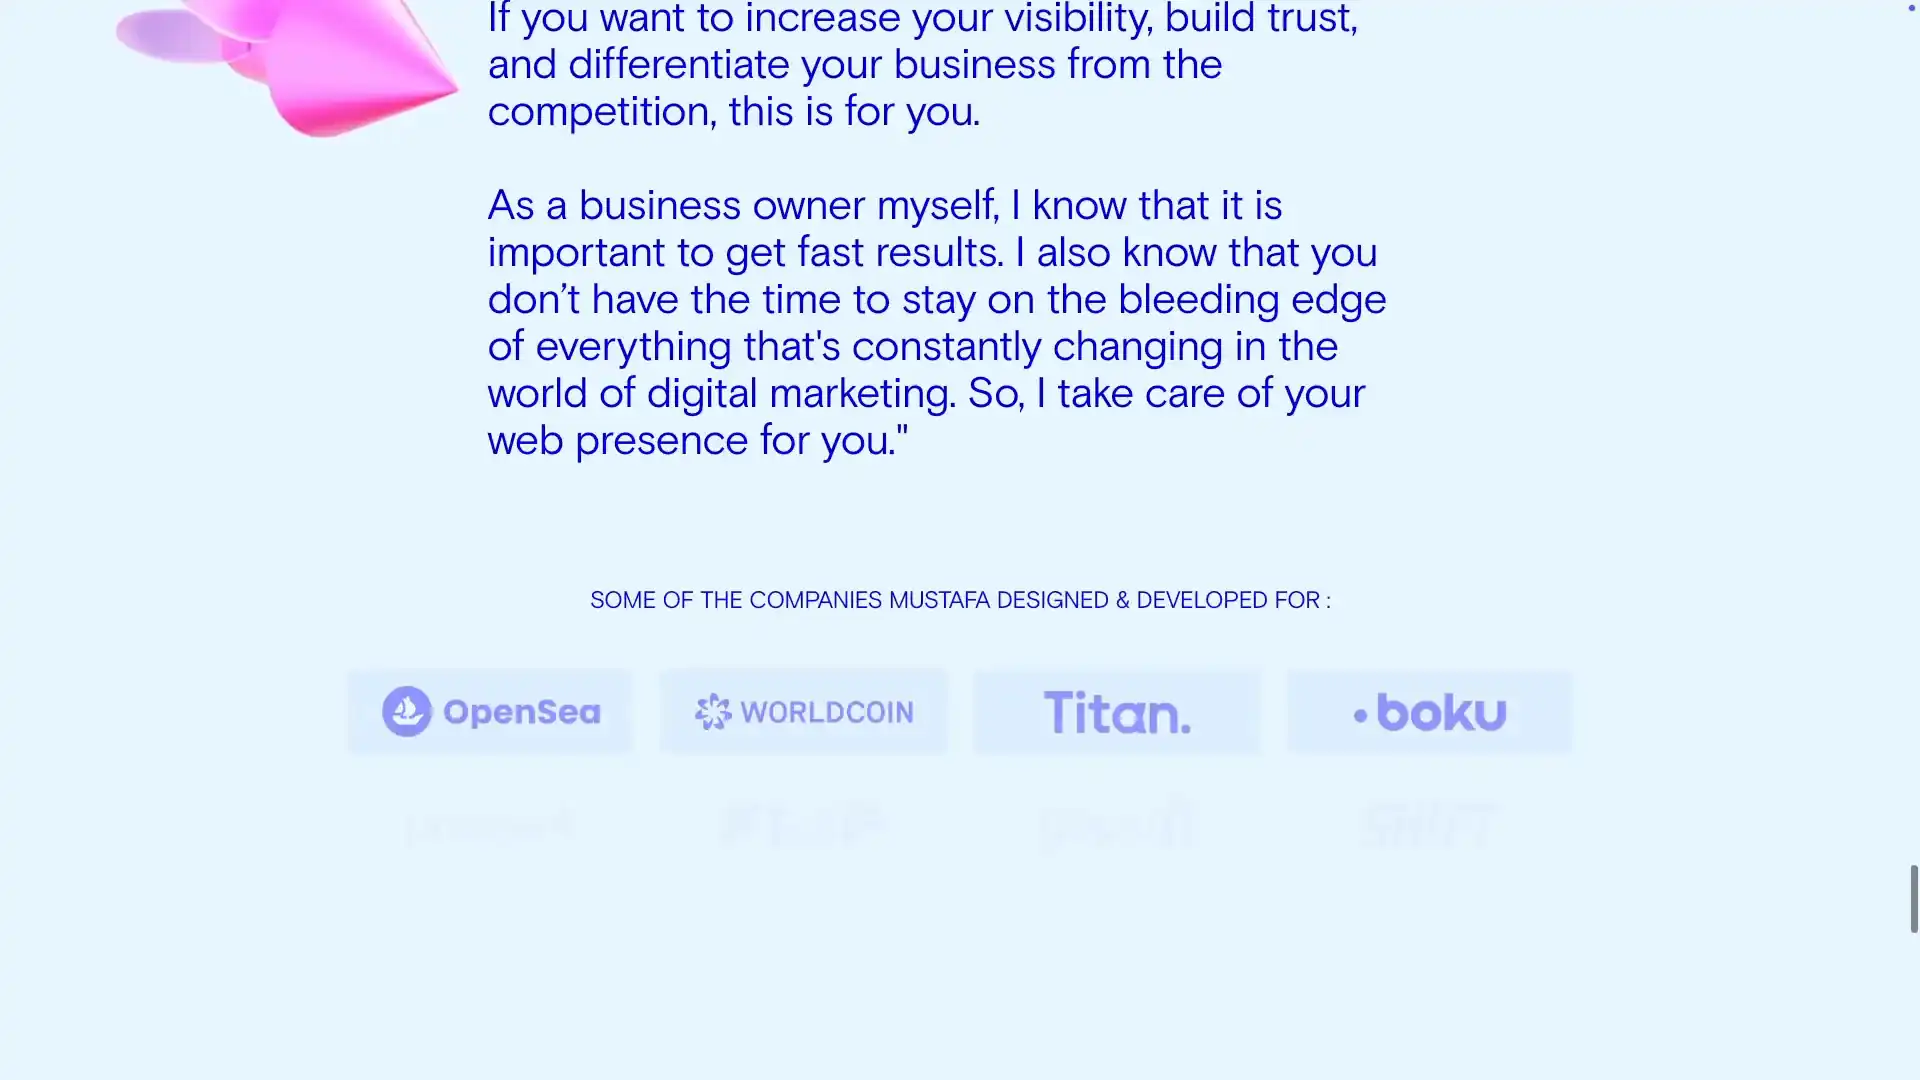 If you want to increase your visibility, build trust,
and differentiate your business from the
competition, this is for you.
As a business owner myself, I know that it is
important to get fast results. I also know that you
don’t have the time to stay on the bleeding edge
of everything that's constantly changing in the
world of digital marketing. So, I take care of your
web presence for you."
SOME OF THE COMPANIES MUSTAFA DESIGNED & DEVELOPED FOR :
OpenSea
WORLDCOIN
Titan.
boku